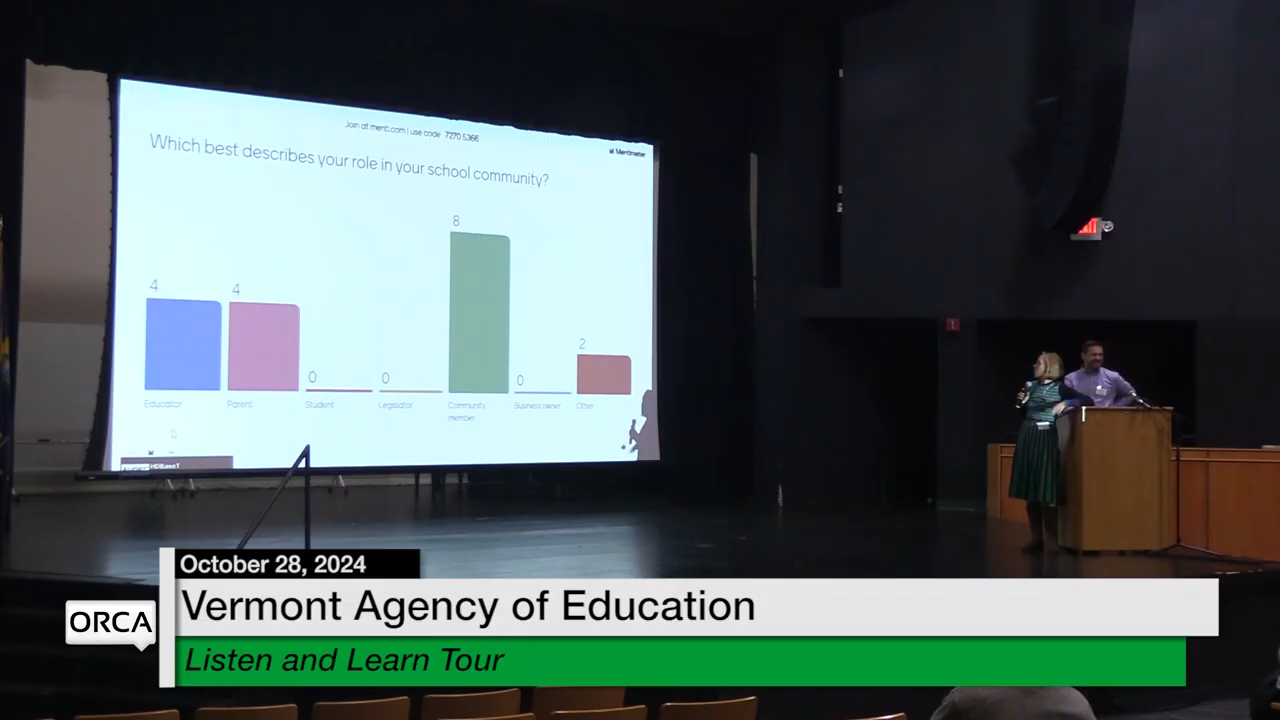 Join at menti.com | use code 7270 5366
Mentimeter
Which best describes your role in your school community?
8
4
4
2
0
0
0
Educator
Parent
Student
Legislator
Community member
Business owner
Other
HDBaseT
EXIT
October 28, 2024
Vermont Agency of Education
ORCA
Listen and Learn Tour